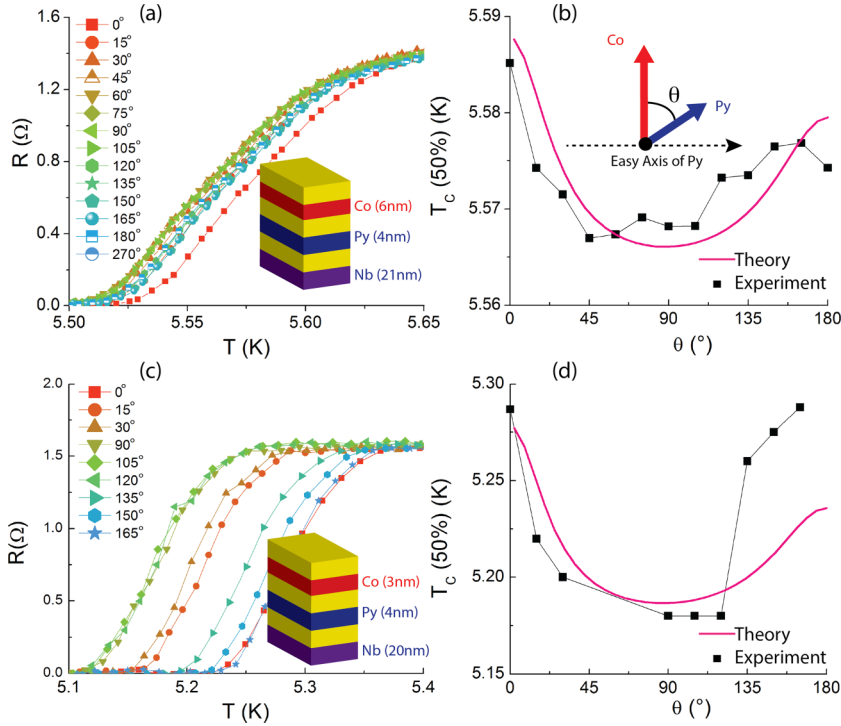 (a)
R (Ω)
1.6
1.2
0.8
0.4
0.0
0°
15°
30°
45°
60°
75°
90°
105°
120°
135°
150°
165°
180°
270°
Co (6nm)
Py (4nm)
Nb (21nm)
5.50
5.55
5.60
5.65
T (K)
(b)
T_C (50%) (K)
5.59
5.58
5.57
5.56
Co
θ
Py
Easy Axis of Py
Theory
Experiment
0
45
90
135
180
θ (°)
(c)
R(Ω)
2.0
1.5
1.0
0.5
0.0
0°
15°
30°
90°
105°
120°
135°
150°
165°
Co (3nm)
Py (4nm)
Nb (20nm)
5.1
5.2
5.3
5.4
T (K)
(d)
T_C (50%) (K)
5.30
5.25
5.20
5.15
Theory
Experiment
0
45
90
135
180
θ (°)